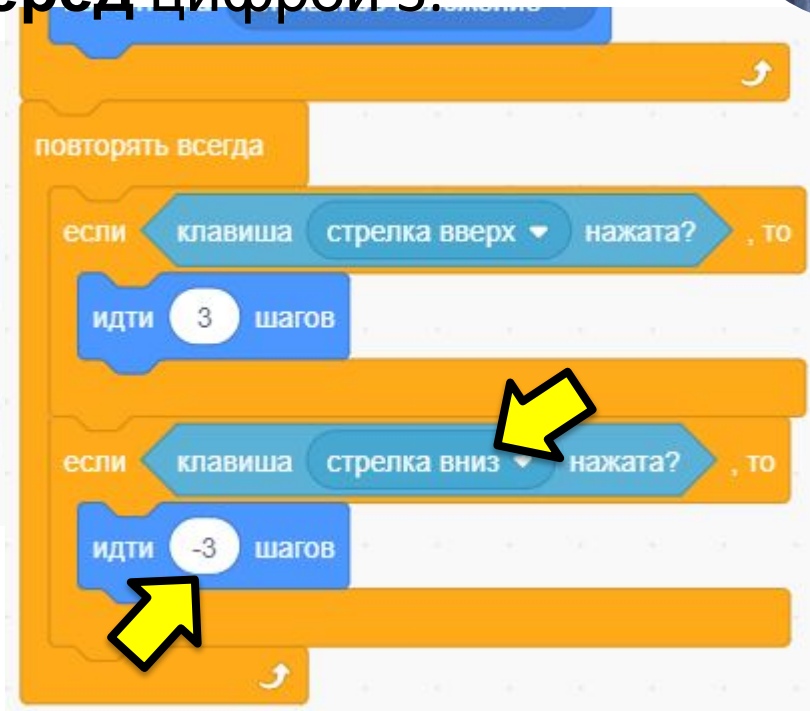 перед цифрой 3.
повторять всегда
если клавиша стрелка вверх нажата? , то
идти 3 шагов
если клавиша стрелка вниз нажата? , то
идти -3 шагов